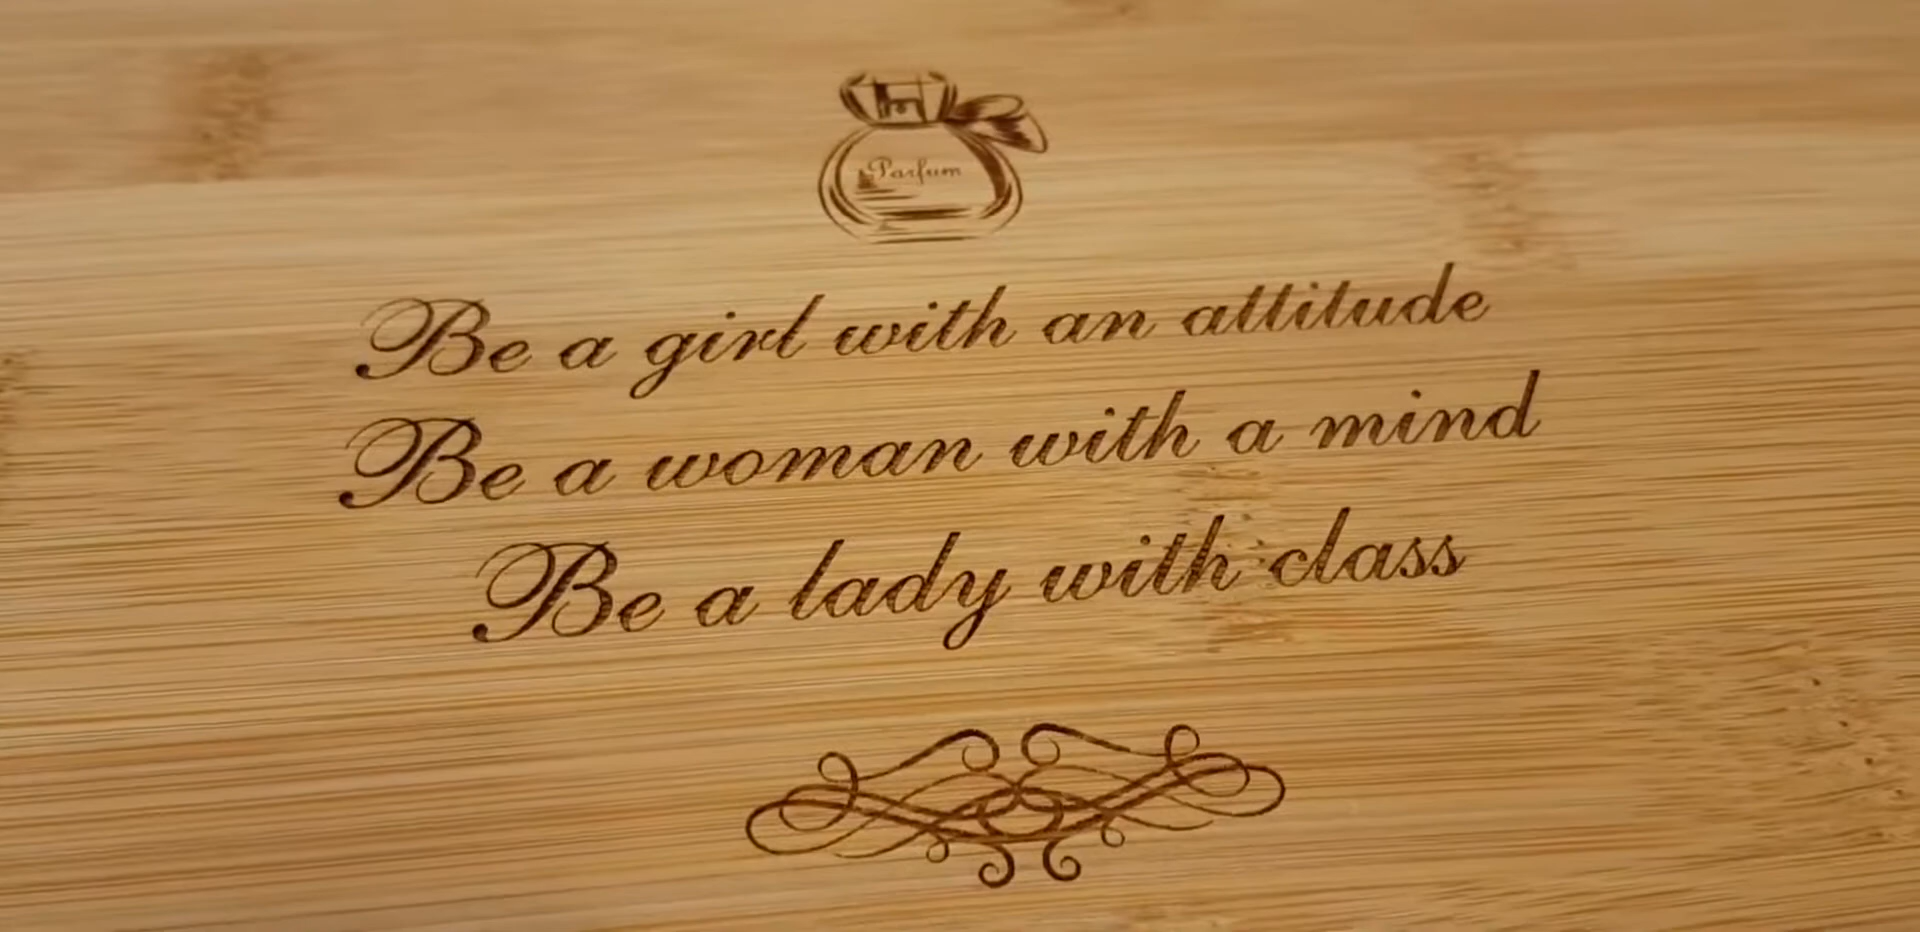 Parfum
Be a girl with an attitude
Be a woman with a mind
Be a lady with class